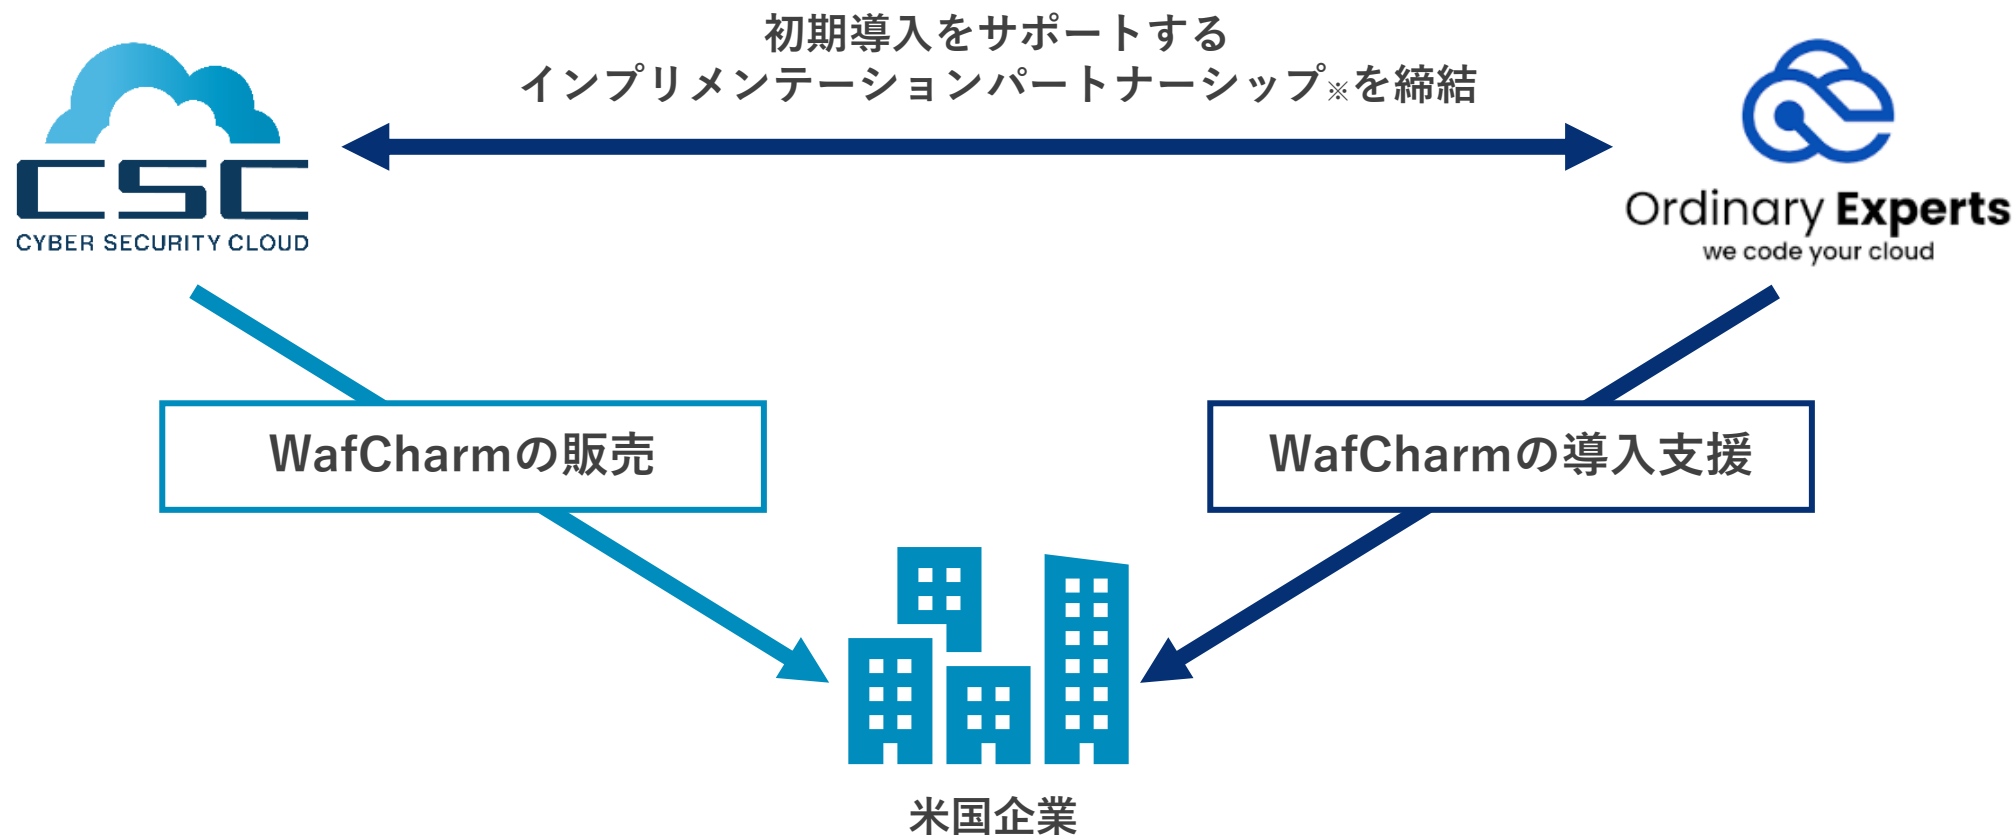 初期導入をサポートする
インプリメンテーションパートナーシップ※を締結
CSC
CYBER SECURITY CLOUD
Ordinary Experts
we code your cloud
WafCharmの販売
WafCharmの導入支援
米国企業